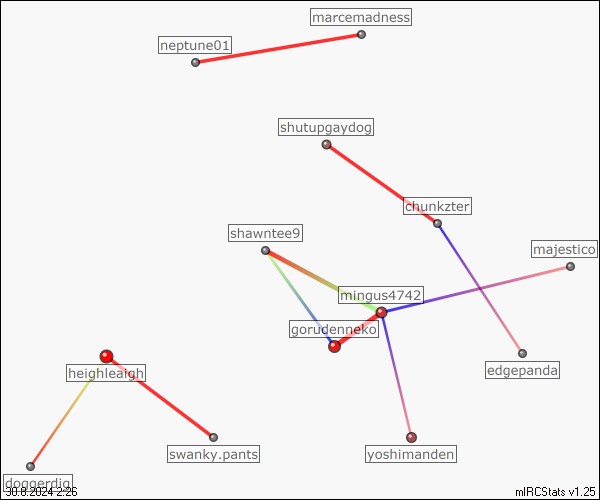 marcemadness
neptune01
shutupgaydog
chunkzter
shawntee9
majestico
mingus4742
gorudenneko
edgepanda
heighleaigh
swanky.pants
yoshimanden
doggerdig
30.8.2024 2:26
mIRCStats v1.25